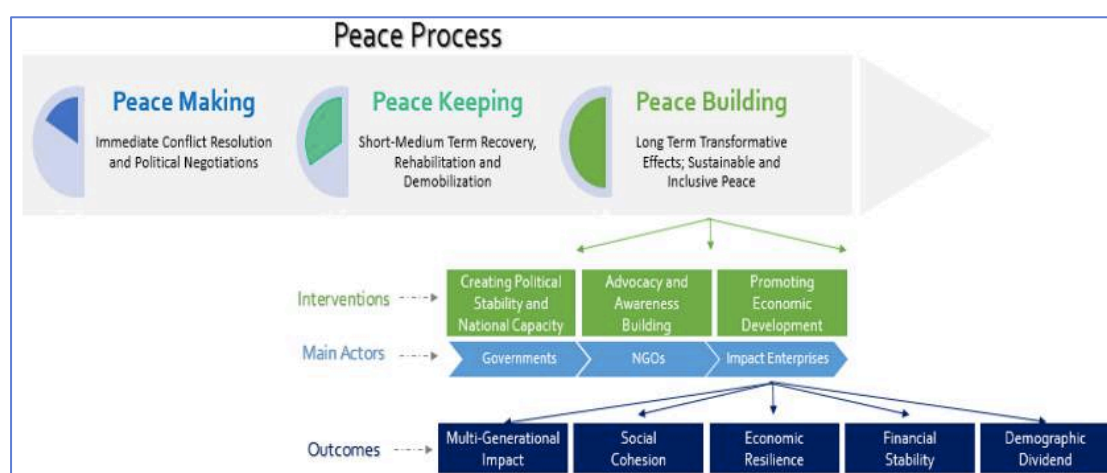 Peace Process
Peace Making
Immediate Conflict Resolution
and Political Negotiations
Peace Keeping
Short-Medium Term Recovery,
Rehabilitation and
Demobilization
Peace Building
Long Term Transformative
Effects; Sustainable and
Inclusive Peace
Interventions
Creating Political
Stability and
National Capacity
Advocacy and
Awareness
Building
Promoting
Economic
Development
Main Actors
Governments
NGOs
Impact Enterprises
Outcomes
Multi-Generational
Impact
Social
Cohesion
Economic
Resilience
Financial
Stability
Demographic
Dividend